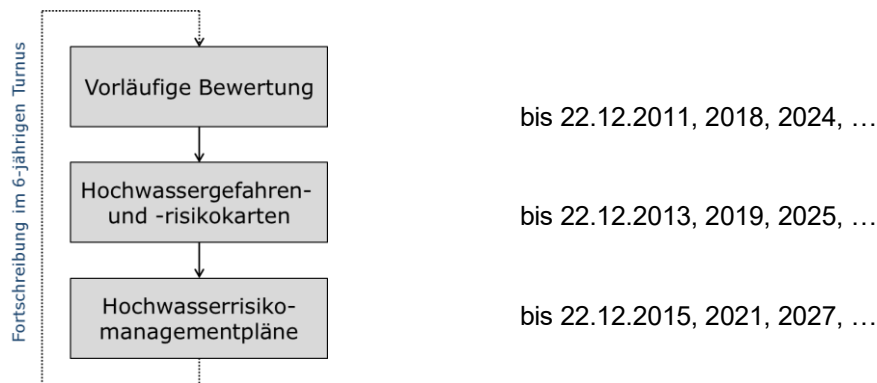 Fortschreibung im 6-jährigen Turnus
Vorläufige Bewertung
bis 22.12.2011, 2018, 2024, …
Hochwassergefahren-
und -risikokarten
bis 22.12.2013, 2019, 2025, …
Hochwasserrisiko-
managementpläne
bis 22.12.2015, 2021, 2027, …